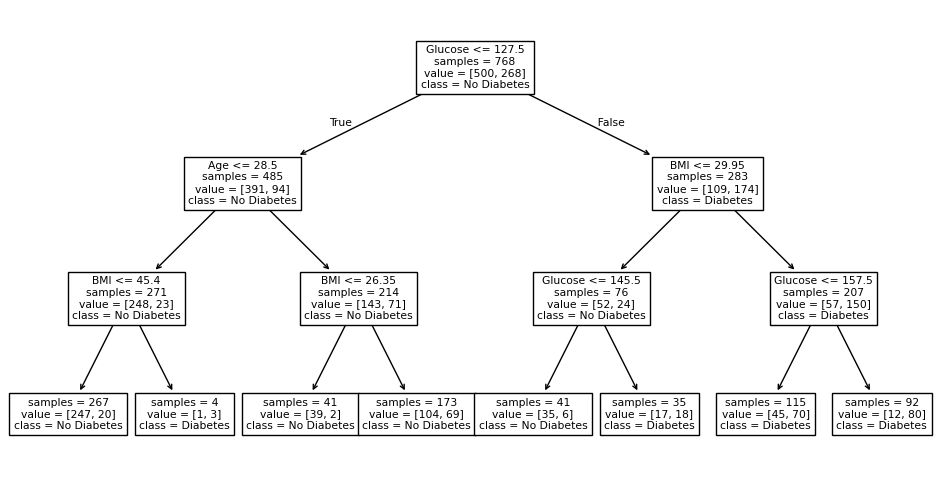 Glucose <= 127.5
samples = 768
value = [500, 268]
class = No Diabetes
True
False
Age <= 28.5
samples = 485
value = [391, 94]
class = No Diabetes
BMI <= 29.95
samples = 283
value = [109, 174]
class = Diabetes
BMI <= 45.4
samples = 271
value = [248, 23]
class = No Diabetes
BMI <= 26.35
samples = 214
value = [143, 71]
class = No Diabetes
Glucose <= 145.5
samples = 76
value = [52, 24]
class = No Diabetes
Glucose <= 157.5
samples = 207
value = [57, 150]
class = Diabetes
samples = 267
value = [247, 20]
class = No Diabetes
samples = 4
value = [1, 3]
class = Diabetes
samples = 41
value = [39, 2]
class = No Diabetes
samples = 173
value = [104, 69]
class = No Diabetes
samples = 41
value = [35, 6]
class = No Diabetes
samples = 35
value = [17, 18]
class = Diabetes
samples = 115
value = [45, 70]
class = Diabetes
samples = 92
value = [12, 80]
class = Diabetes